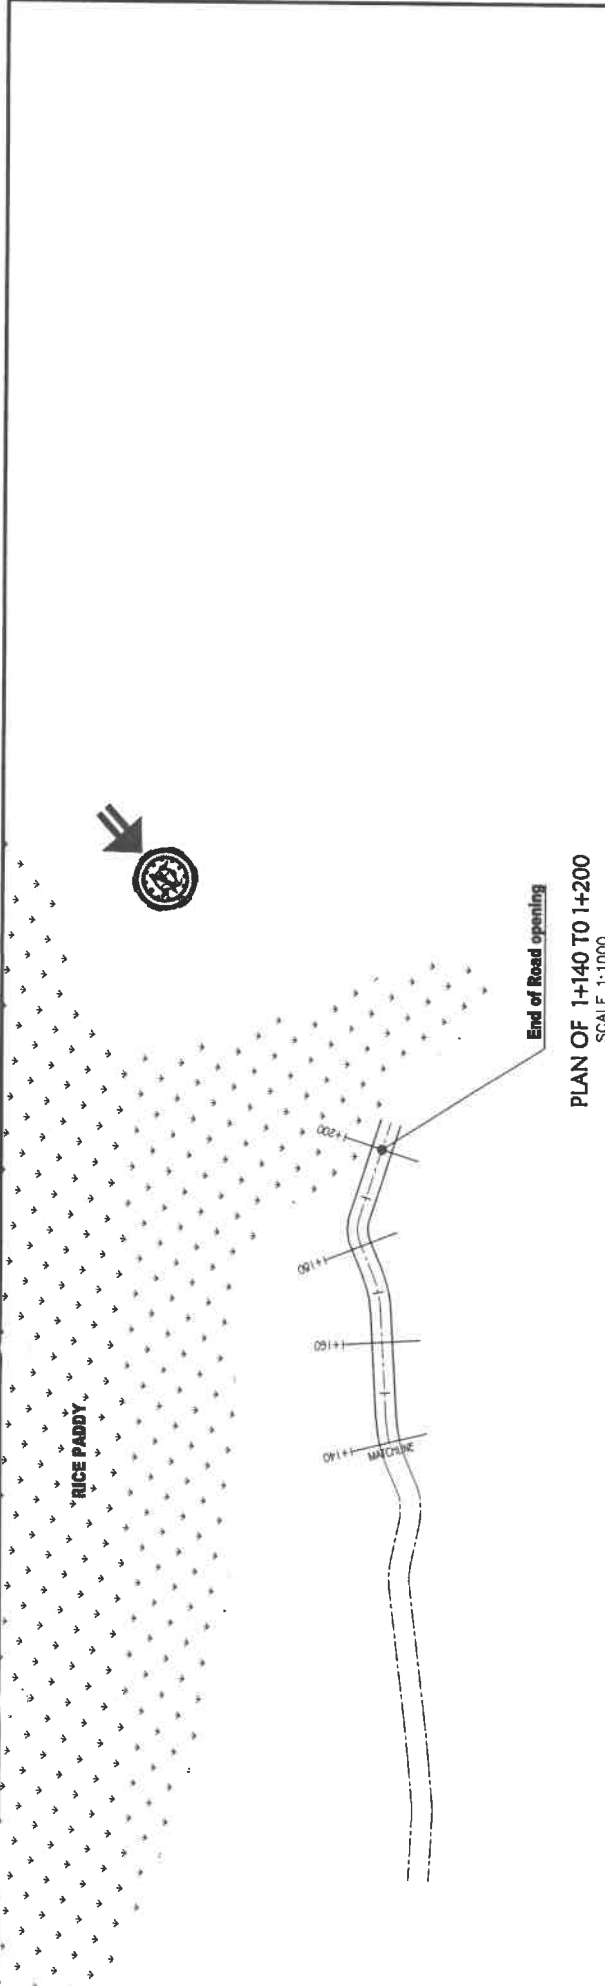 RICE PADDY
1+140
MATCHLINE
1+160
1+180
1+200
End of Road opening
PLAN OF 1+140 TO 1+200
SCALE 1:1000